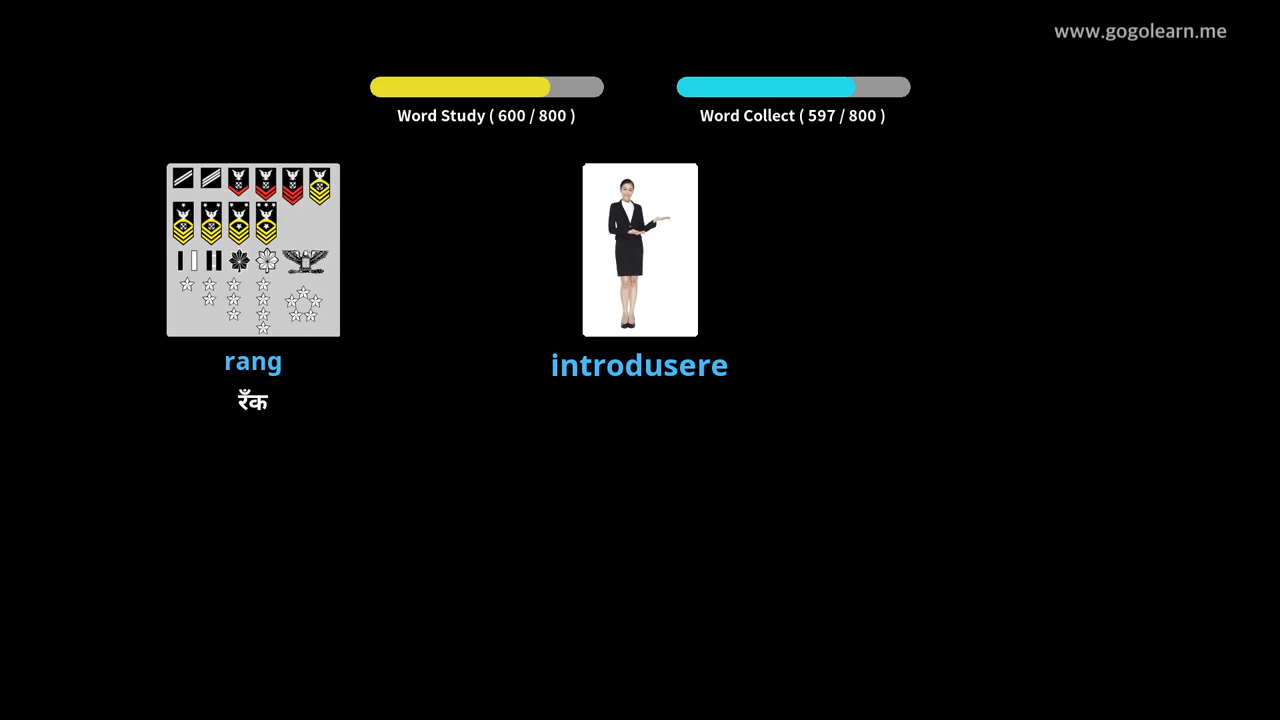 www.gogolearn.me
Word Study ( 600 / 800 )
Word Collect ( 597 / 800 )
rang
रँक
introdusere